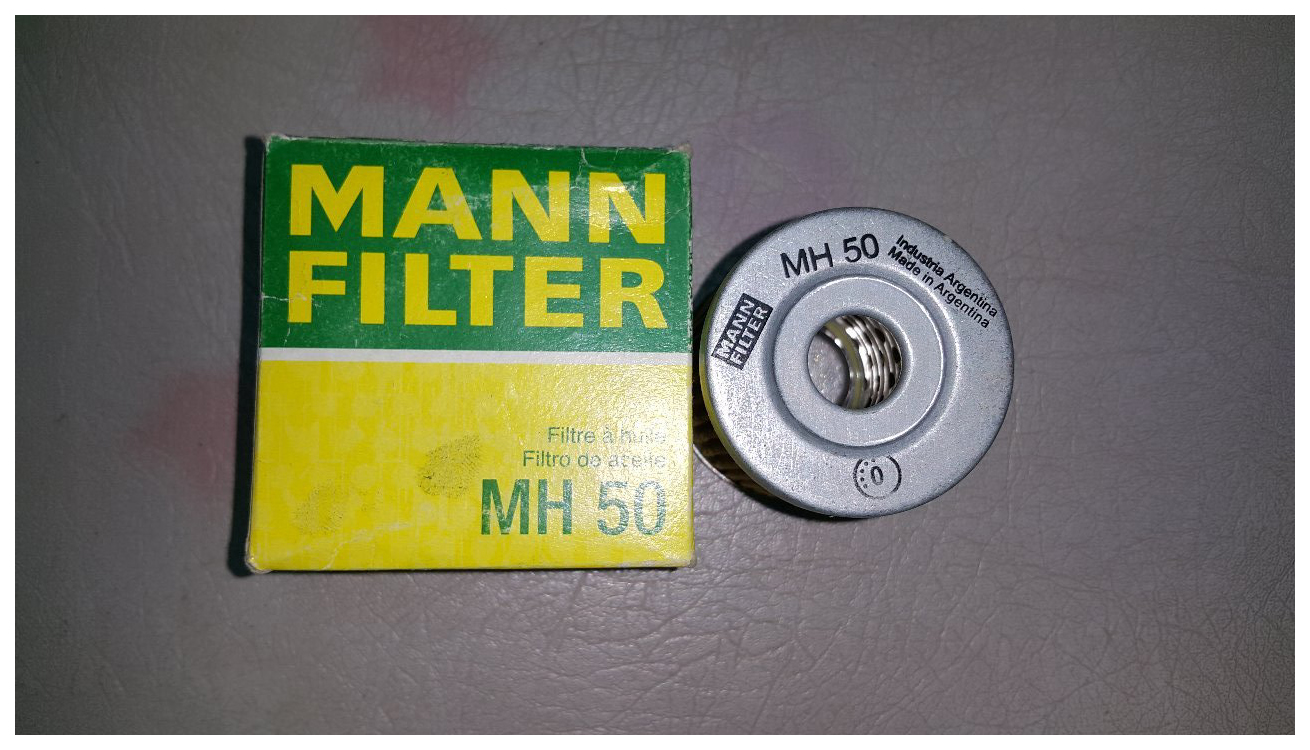 MANN
FILTER
Filtre à huile
Filtro de aceite
MH 50
MH 50
Industria Argentina
Made in Argentina
MANN
FILTER
0